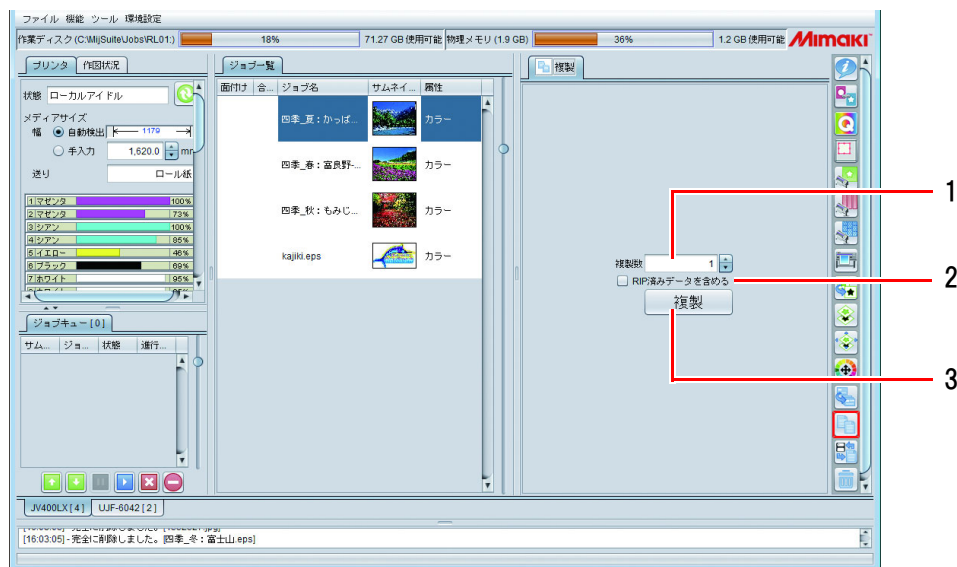 ファイル 機能 ツール 環境設定
作業ディスク (C:\MijSuite\Jobs\RL01:) 18% 71.27 GB 使用可能 物理メモリ (1.9 GB) 36% 1.2 GB 使用可能 Mimaki
プリンタ 作図状況
状態 ローカルアイドル
メディアサイズ
幅 自動検出 1179
手入力 1,620.0 mm
送り ロール紙
1 マゼンタ 100%
2 マゼンタ 73%
3 シアン 100%
4 シアン 85%
5 イエロー 46%
6 ブラック 69%
7 ホワイト 95%
ジョブキュー [0]
サム... ジョ... 状態 進行...
ジョブ一覧
面付け 合... ジョブ名 サムネイ... 属性
四季_夏：かっぱ... カラー
四季_春：富良野-... カラー
四季_秋：もみじ... カラー
kajiki.eps カラー
複製
複製数 1
RIP済みデータを含める
複製
1
2
3
JV400LX [ 4 ] UJF-6042 [ 2 ]
[16:03:05] - 完全に削除しました。 [四季_冬：富士山.eps]